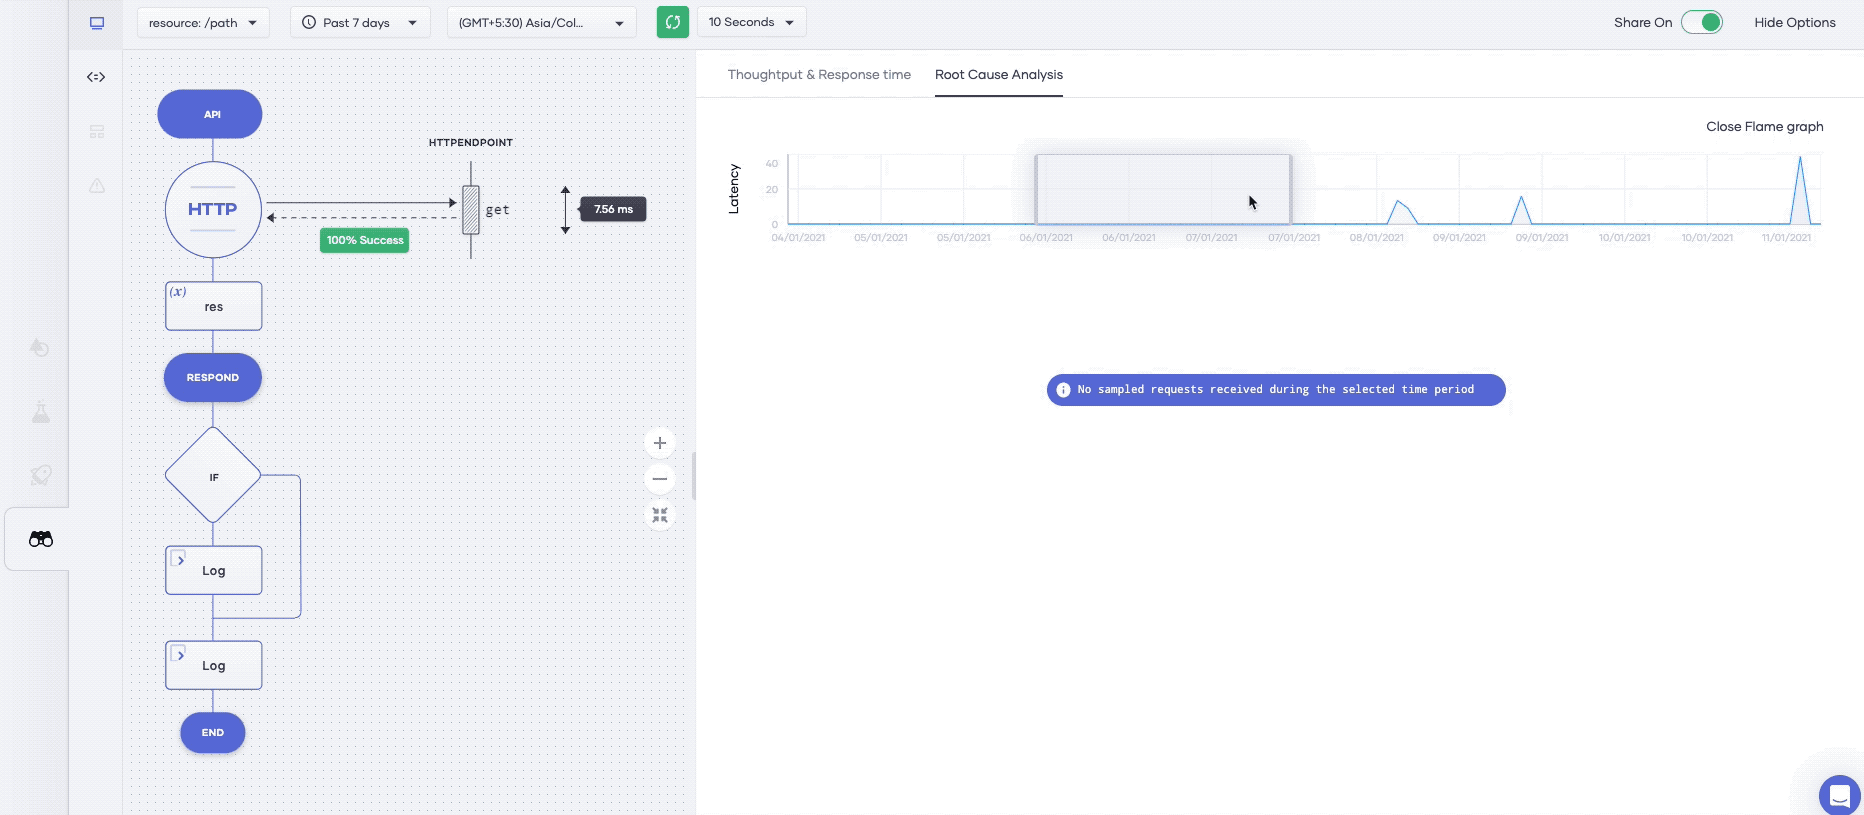 resource: /path
Past 7 days
(GMT+5:30) Asia/Col...
10 Seconds
Share On
Hide Options
API
HTTPENDPOINT
HTTP
get
7.56 ms
100% Success
(x)
res
RESPOND
IF
Log
Log
END
Thoughtput & Response time
Root Cause Analysis
Close Flame graph
Latency
40
20
0
04/01/2021
05/01/2021
05/01/2021
06/01/2021
06/01/2021
07/01/2021
07/01/2021
08/01/2021
09/01/2021
09/01/2021
10/01/2021
10/01/2021
11/01/2021
No sampled requests received during the selected time period